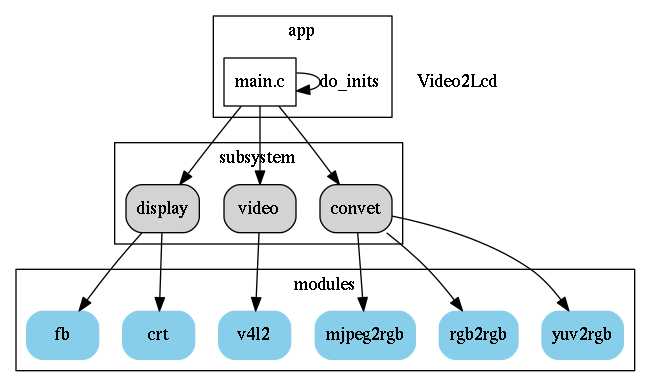 app
main.c
do_inits
Video2Lcd
subsystem
display
video
convet
modules
fb
crt
v4l2
mjpeg2rgb
rgb2rgb
yuv2rgb